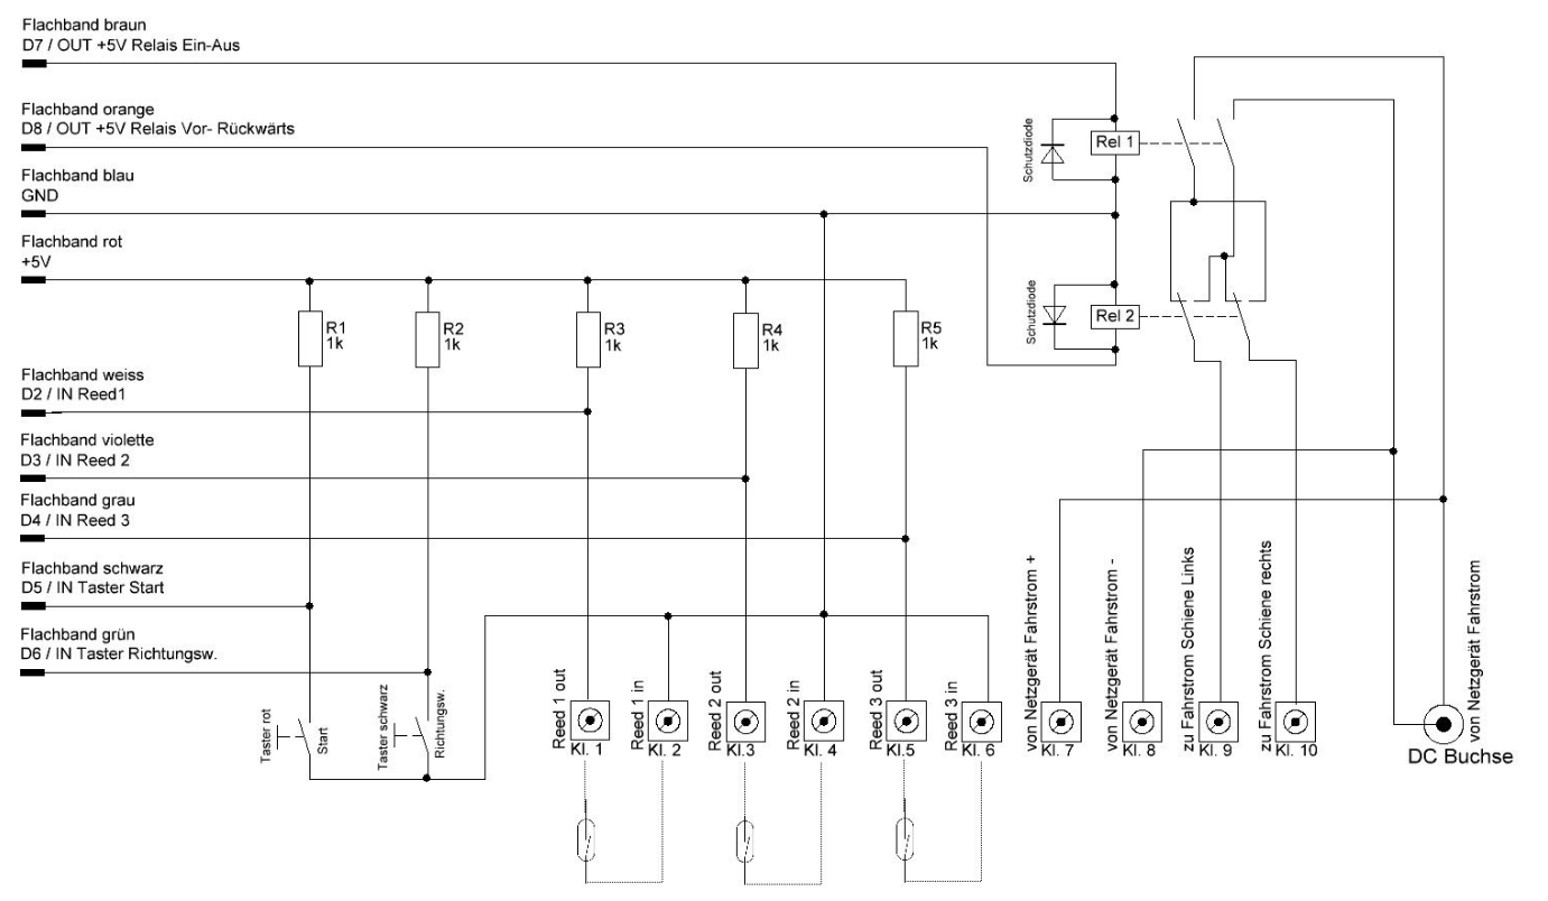 Flachband braun
D7 / OUT +5V Relais Ein-Aus
Flachband orange
D8 / OUT +5V Relais Vor- Rückwärts
Flachband blau
GND
Flachband rot
+5V
Schutzdiode
Rel 1
Schutzdiode
Rel 2
R1
1k
R2
1k
R3
1k
R4
1k
R5
1k
Flachband weiss
D2 / IN Reed1
Flachband violette
D3 / IN Reed 2
Flachband grau
D4 / IN Reed 3
Flachband schwarz
D5 / IN Taster Start
Flachband grün
D6 / IN Taster Richtungsw.
Taster rot
Start
Taster schwarz
Richtungsw.
Reed 1 out
Kl. 1
Reed 1 in
Kl. 2
Reed 2 out
Kl.3
Reed 2 in
Kl. 4
Reed 3 out
Kl.5
Reed 3 in
Kl. 6
von Netzgerät Fahrstrom +
Kl. 7
von Netzgerät Fahrstrom -
Kl. 8
zu Fahrstrom Schiene Links
Kl. 9
zu Fahrstrom Schiene rechts
Kl. 10
von Netzgerät Fahrstrom
DC Buchse